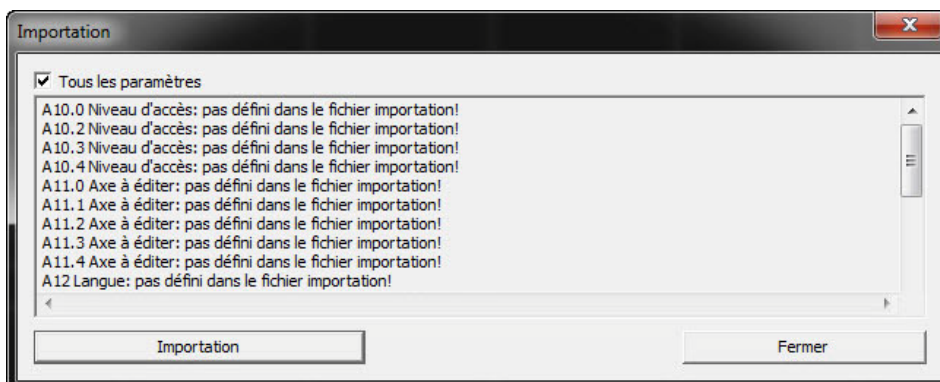 Importation
Tous les paramètres
A10.0 Niveau d'accès: pas défini dans le fichier importation!
A10.2 Niveau d'accès: pas défini dans le fichier importation!
A10.3 Niveau d'accès: pas défini dans le fichier importation!
A10.4 Niveau d'accès: pas défini dans le fichier importation!
A11.0 Axe à éditer: pas défini dans le fichier importation!
A11.1 Axe à éditer: pas défini dans le fichier importation!
A11.2 Axe à éditer: pas défini dans le fichier importation!
A11.3 Axe à éditer: pas défini dans le fichier importation!
A11.4 Axe à éditer: pas défini dans le fichier importation!
A12 Langue: pas défini dans le fichier importation!
Importation
Fermer